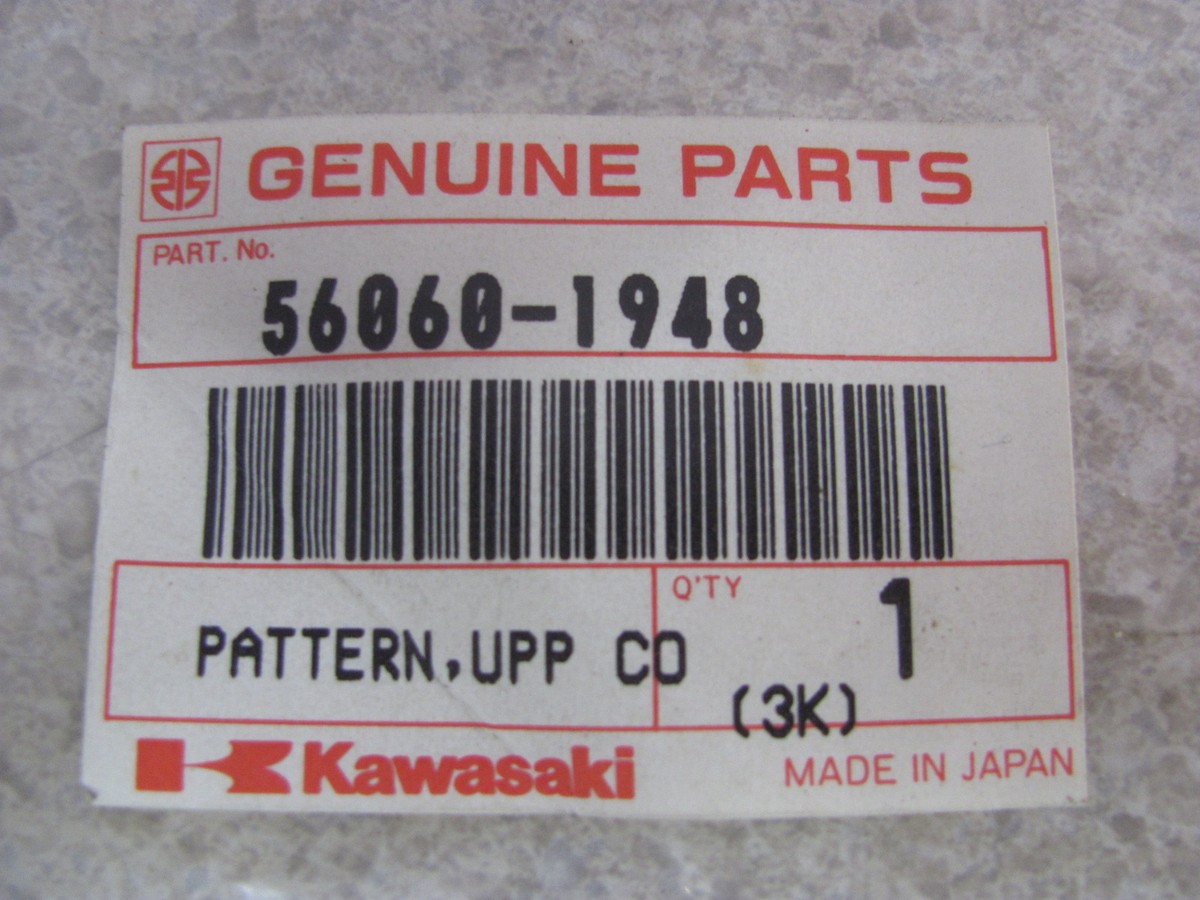 GENUINE PARTS
PART. No.
56060-1948
Q'TY
1
PATTERN,UPP CO
(3K)
Kawasaki
MADE IN JAPAN